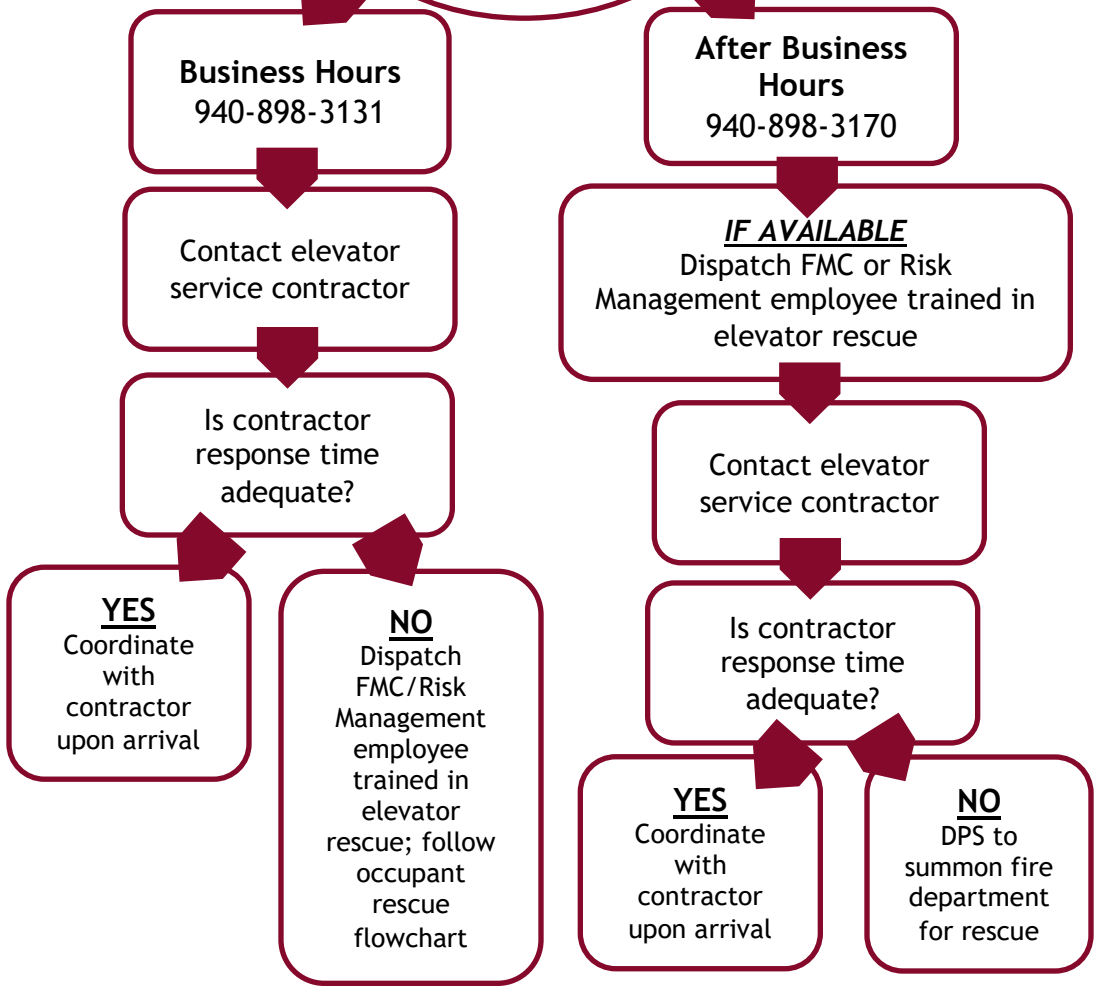 Business Hours
940-898-3131
Contact elevator
service contractor
Is contractor
response time
adequate?
YES
Coordinate
with
contractor
upon arrival
NO
Dispatch
FMC/Risk
Management
employee
trained in
elevator
rescue; follow
occupant
rescue
flowchart
After Business
Hours
940-898-3170
IF AVAILABLE
Dispatch FMC or Risk
Management employee trained in
elevator rescue
Contact elevator
service contractor
Is contractor
response time
adequate?
YES
Coordinate
with
contractor
upon arrival
NO
DPS to
summon fire
department
for rescue